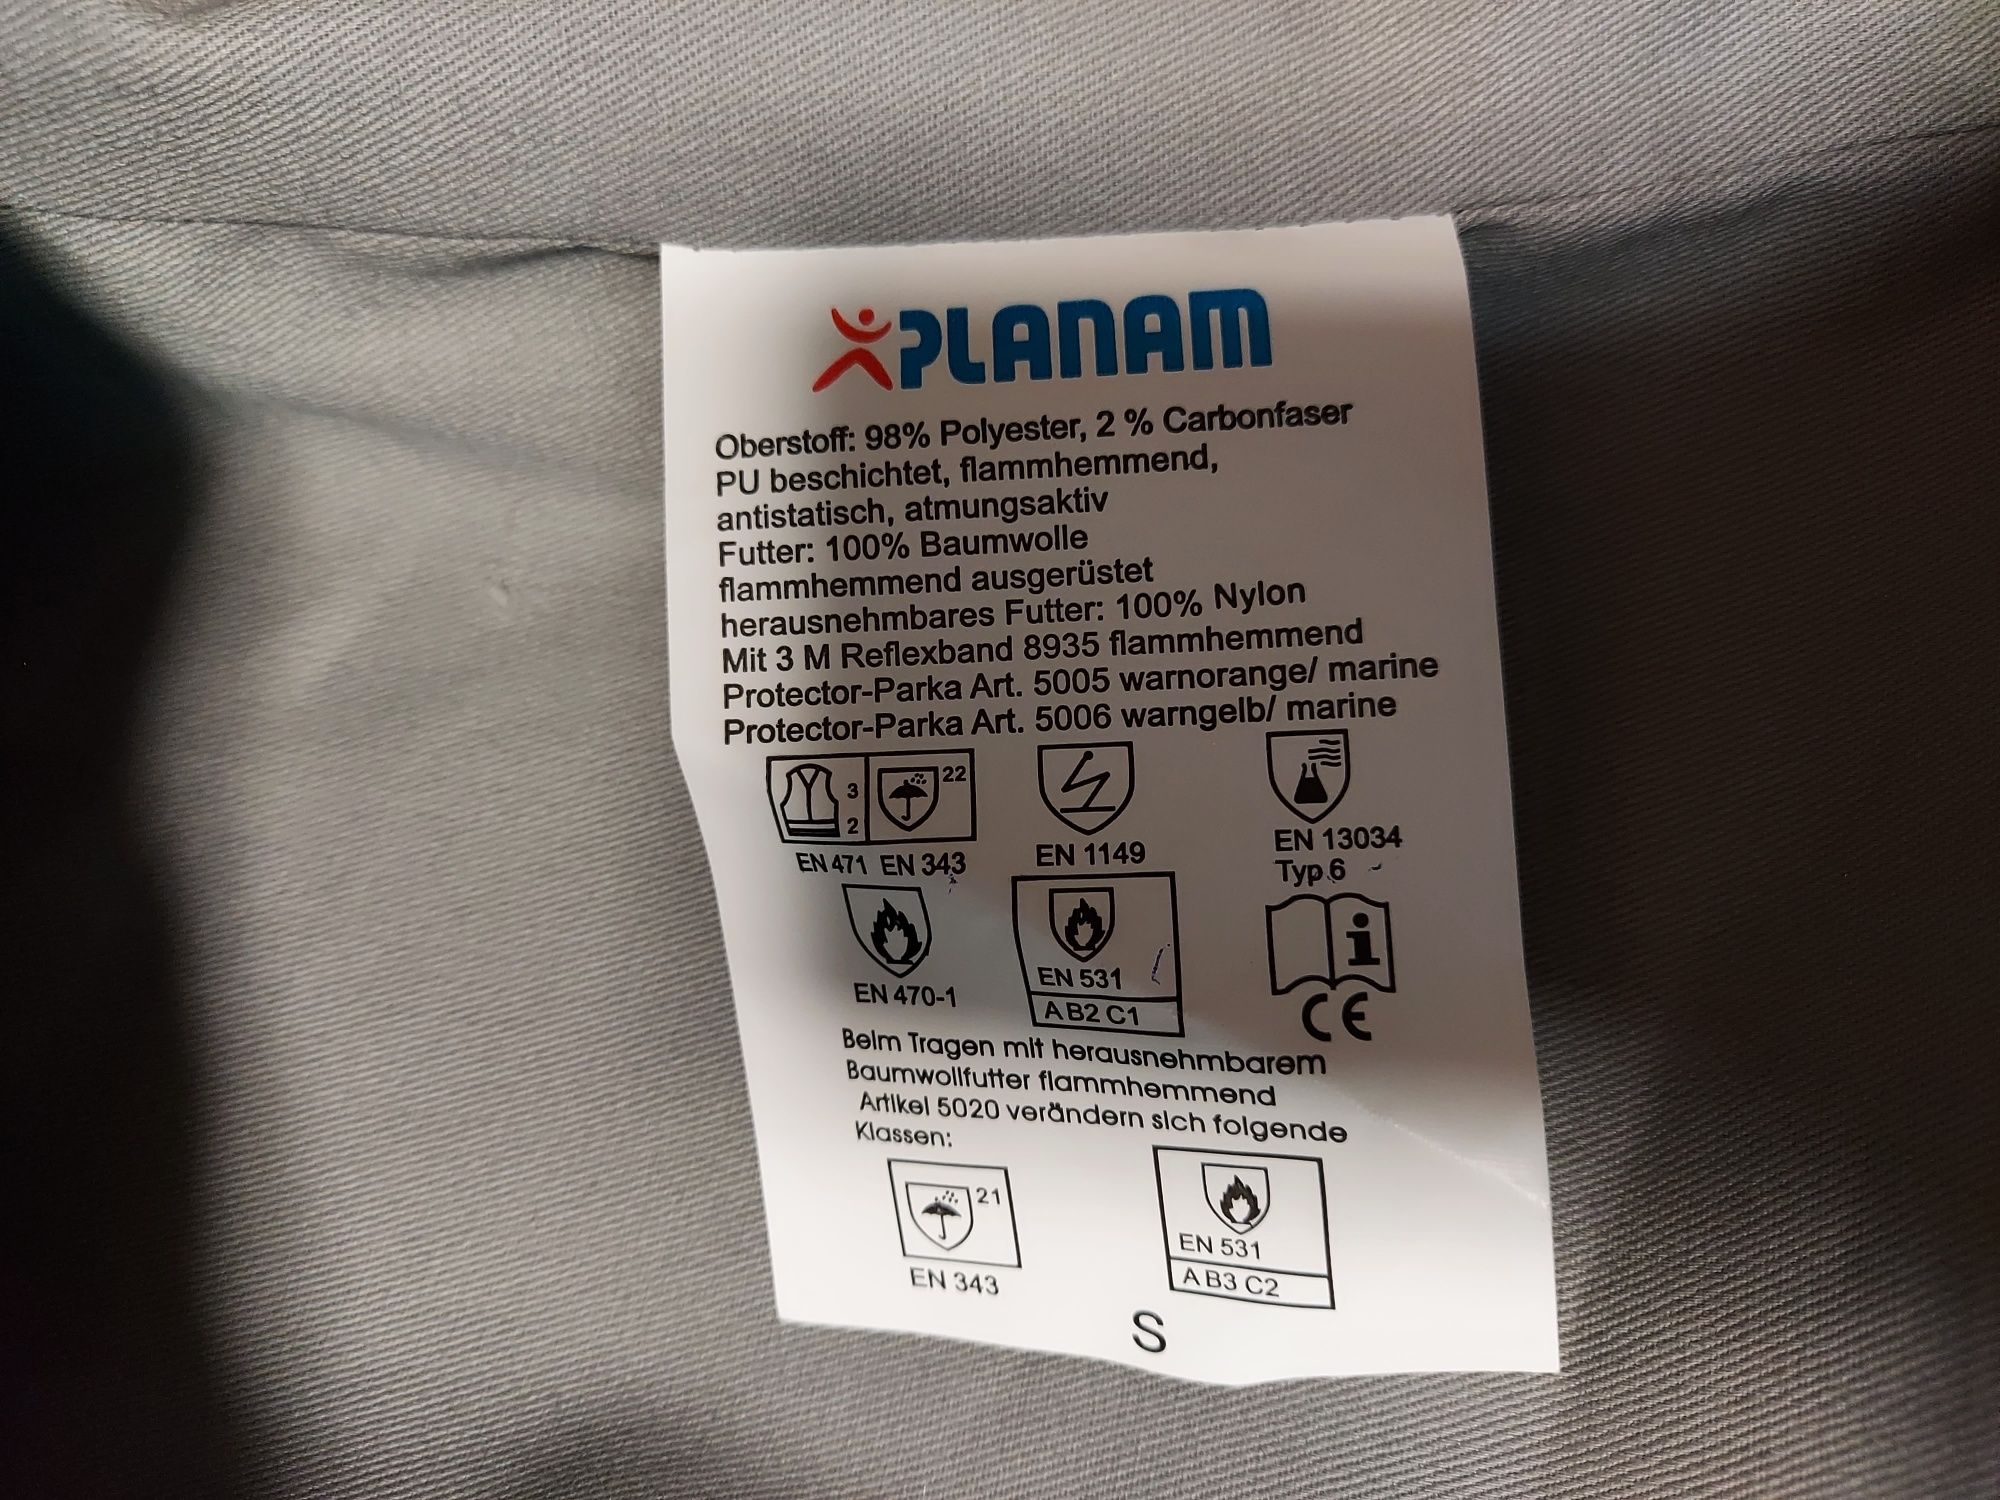 PLANAM
Oberstoff: 98% Polyester, 2 % Carbonfaser
PU beschichtet, flammhemmend,
antistatisch, atmungsaktiv
Futter: 100% Baumwolle
flammhemmend ausgerüstet
herausnehmbares Futter: 100% Nylon
Mit 3 M Reflexband 8935 flammhemmend
Protector-Parka Art. 5005 warnorange/ marine
Protector-Parka Art. 5006 warngelb/ marine
3
2
22
EN 471 EN 343
EN 1149
EN 13034
Typ 6
EN 470-1
EN 531
A B2 C1
i
CE
Beim Tragen mit herausnehmbarem
Baumwollfutter flammhemmend
Artikel 5020 verändern sich folgende
Klassen:
21
EN 343
EN 531
A B3 C2
S